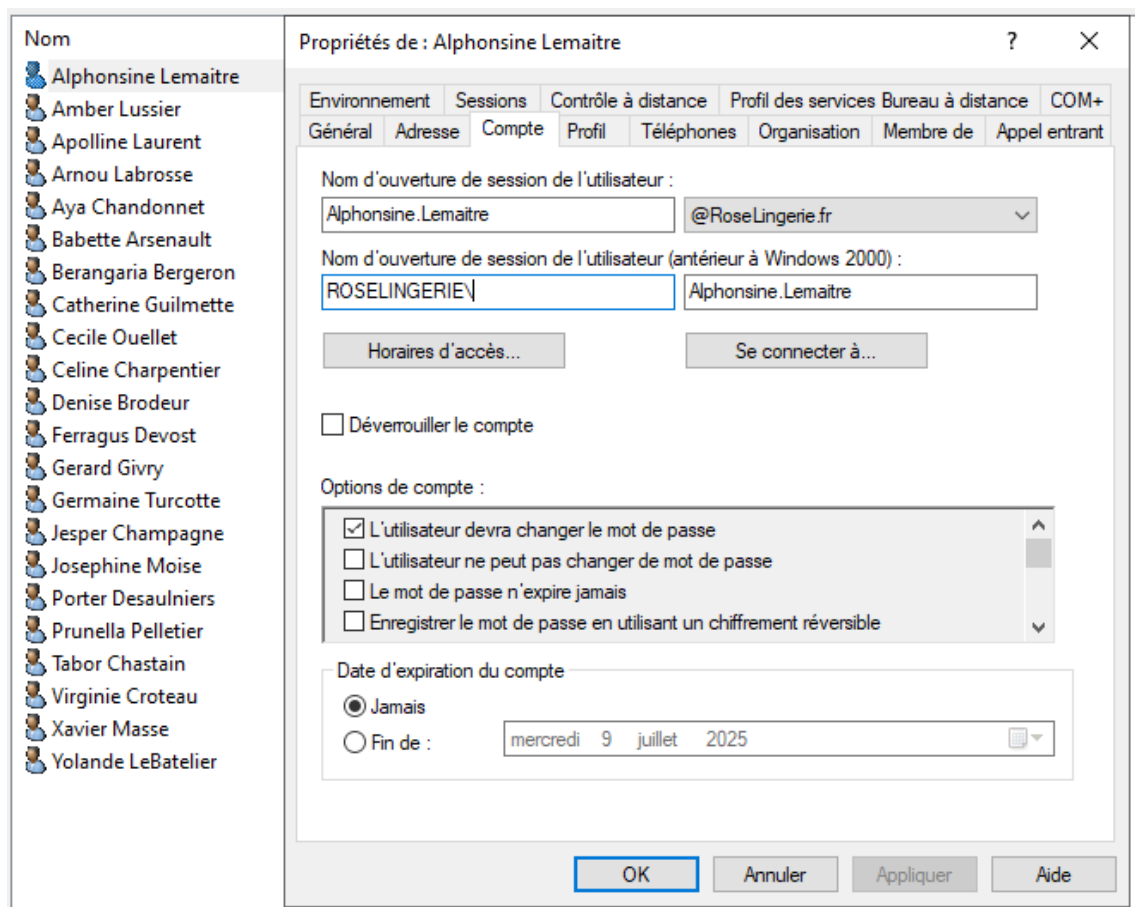 Nom
Alphonsine Lemaitre
Amber Lussier
Apolline Laurent
Arnou Labrosse
Aya Chandonnet
Babette Arsenault
Berangaria Bergeron
Catherine Guilmette
Cecile Ouellet
Celine Charpentier
Denise Brodeur
Ferragus Devost
Gerard Givry
Germaine Turcotte
Jesper Champagne
Josephine Moise
Porter Desaulniers
Prunella Pelletier
Tabor Chastain
Virginie Croteau
Xavier Masse
Yolande LeBatelier
Propriétés de : Alphonsine Lemaitre ?
Environnement Sessions Contrôle à distance Profil des services Bureau à distance COM+
Général Adresse Compte Profil Téléphones Organisation Membre de Appel entrant
Nom d'ouverture de session de l'utilisateur :
Alphonsine.Lemaitre @RoseLingerie.fr
Nom d'ouverture de session de l'utilisateur (antérieur à Windows 2000) :
ROSELINGERIE\ Alphonsine.Lemaitre
Horaires d'accès... Se connecter à...
Déverrouiller le compte
Options de compte :
L'utilisateur devra changer le mot de passe
L'utilisateur ne peut pas changer de mot de passe
Le mot de passe n'expire jamais
Enregistrer le mot de passe en utilisant un chiffrement réversible
Date d'expiration du compte
Jamais
Fin de : mercredi 9 juillet 2025
OK Annuler Appliquer Aide